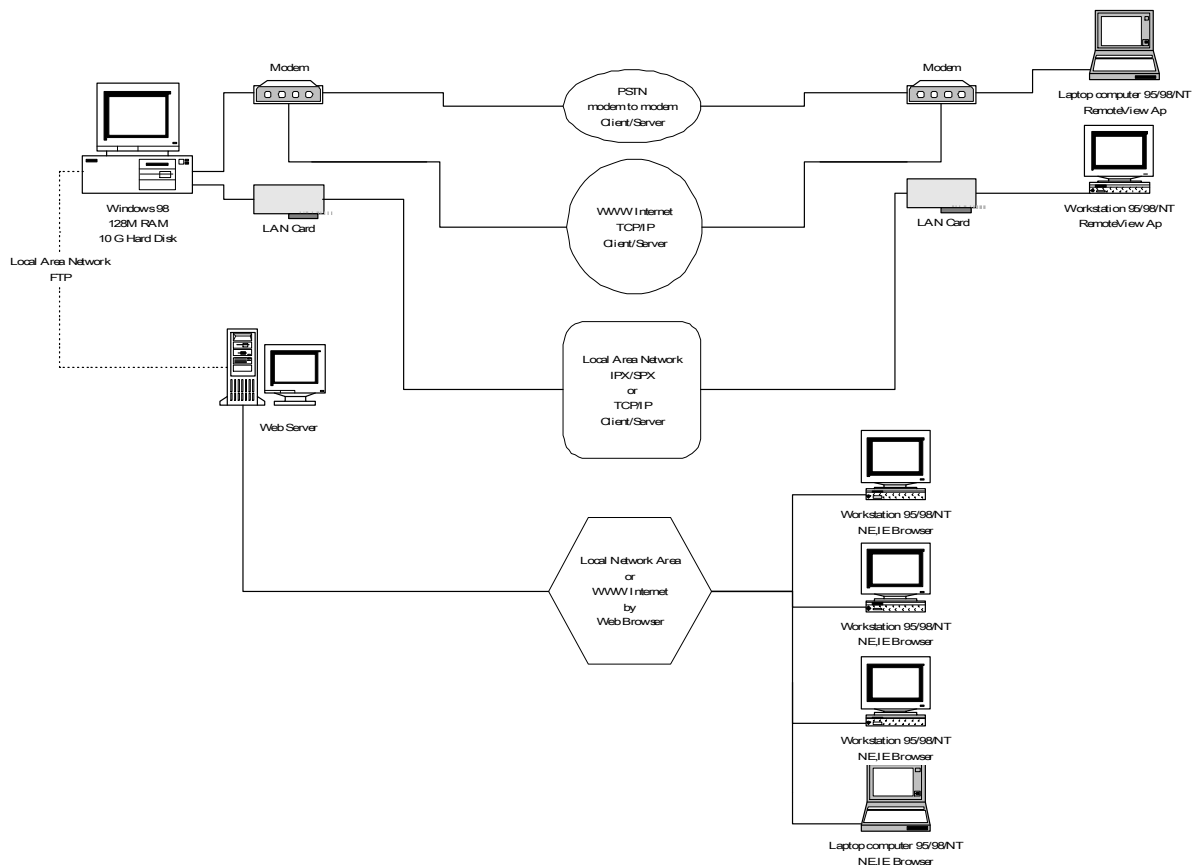 Modem
PSTN
modem to modem
Client/Server
Modem
Laptop computer 95/98/NT
RemoteView Ap
Windows 98
128M RAM
10 G Hard Disk
LAN Card
WWW Internet
TCP/IP
Client/Server
LAN Card
Workstation 95/98/NT
RemoteView Ap
Local Area Network
FTP
Web Server
Local Area Network
IPX/SPX
or
TCP/IP
Client/Server
Local Network Area
or
WWW Internet
by
Web Browser
Workstation 95/98/NT
NE,IE Browser
Workstation 95/98/NT
NE,IE Browser
Workstation 95/98/NT
NE,IE Browser
Laptop computer 95/98/NT
NE,IE Browser